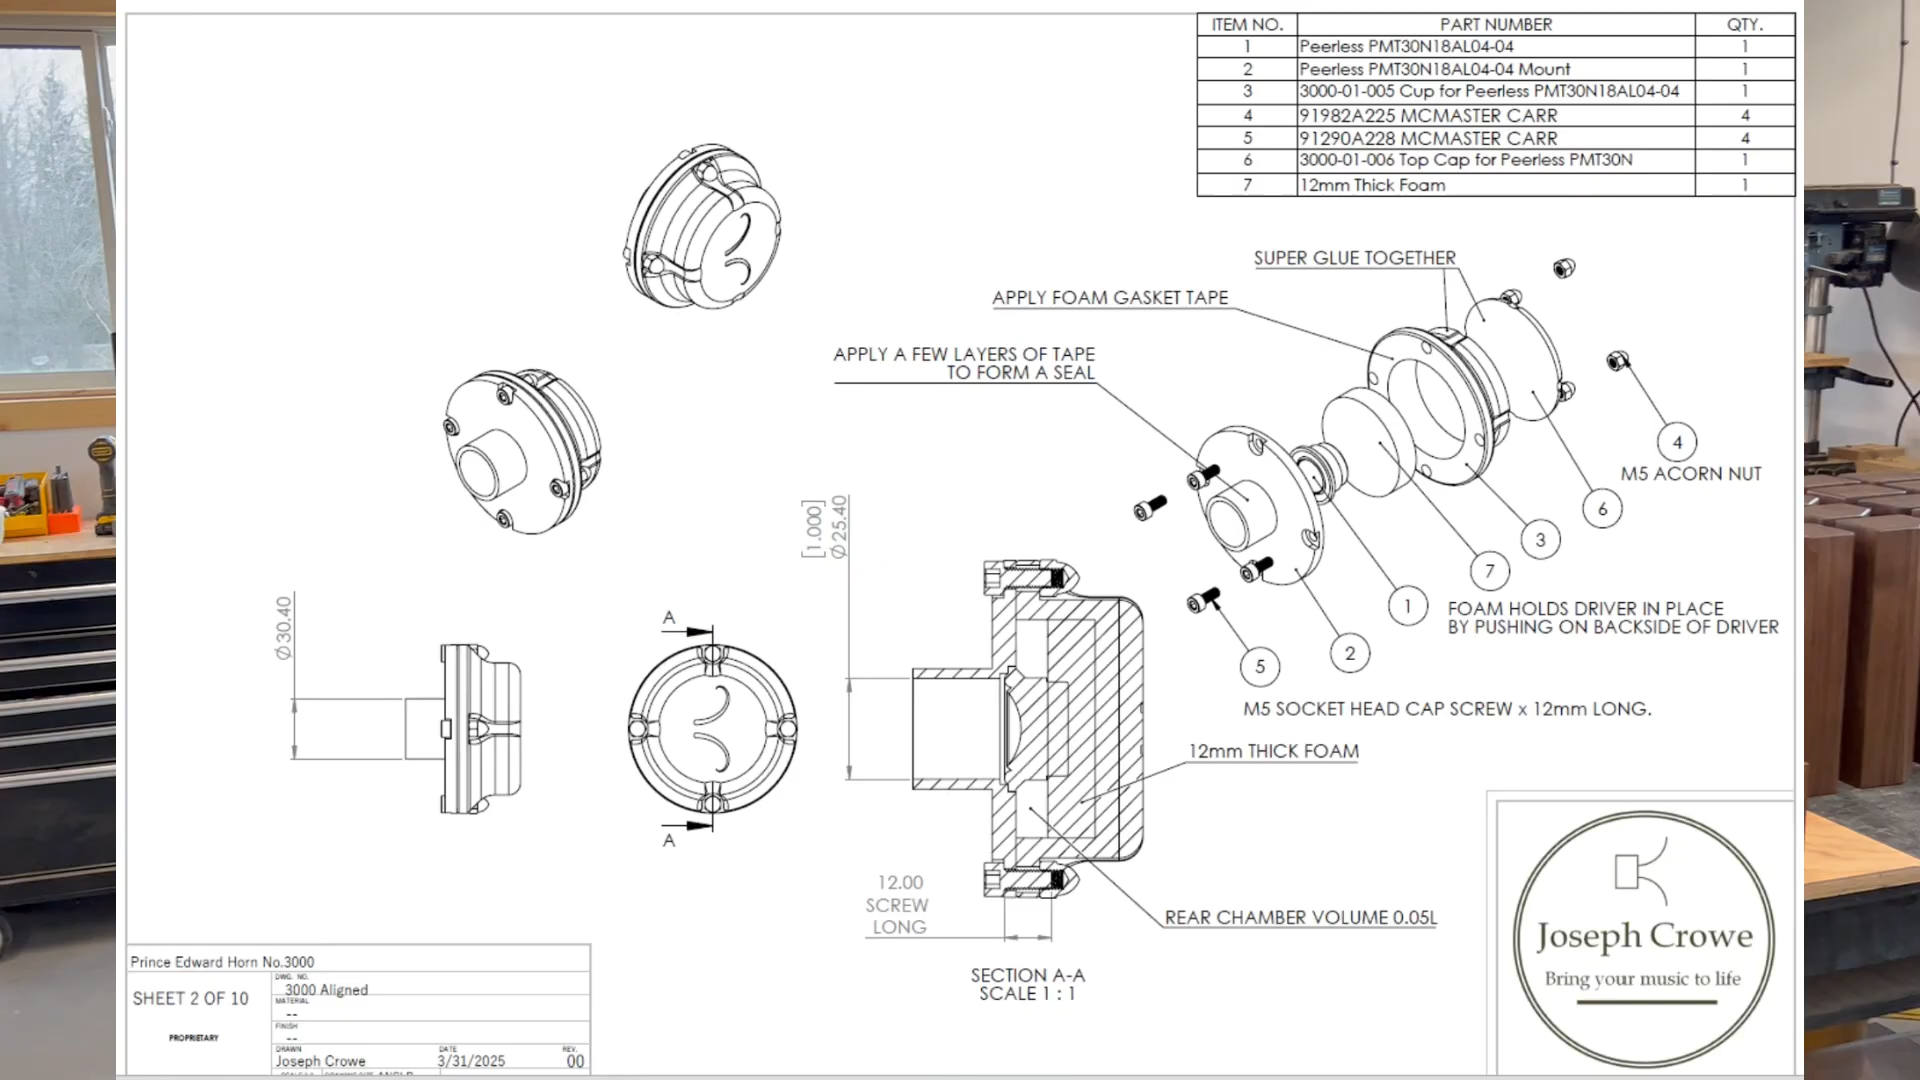 ITEM NO. PART NUMBER QTY.
1 Peerless PMT30N18AL04-04 1
2 Peerless PMT30N18AL04-04 Mount 1
3 3000-01-005 Cup for Peerless PMT30N18AL04-04 1
4 91982A225 MCMASTER CARR 4
5 91290A228 MCMASTER CARR 4
6 3000-01-006 Top Cap for Peerless PMT30N 1
7 12mm Thick Foam 1
SUPER GLUE TOGETHER
APPLY FOAM GASKET TAPE
APPLY A FEW LAYERS OF TAPE
TO FORM A SEAL
4
M5 ACORN NUT
6
3
7
1
FOAM HOLDS DRIVER IN PLACE
BY PUSHING ON BACKSIDE OF DRIVER
2
5
M5 SOCKET HEAD CAP SCREW x 12mm LONG.
[1.000]
Ø25.40
Ø30.40
A
A
12mm THICK FOAM
12.00
SCREW
LONG
REAR CHAMBER VOLUME 0.05L
SECTION A-A
SCALE 1 : 1
Prince Edward Horn No.3000
SHEET 2 OF 10
PROPRIETARY
DWG. NO.
3000 Aligned
MATERIAL
--
FINISH
--
DRAWN DATE REV.
Joseph Crowe 3/31/2025 00
Joseph Crowe
Bring your music to life